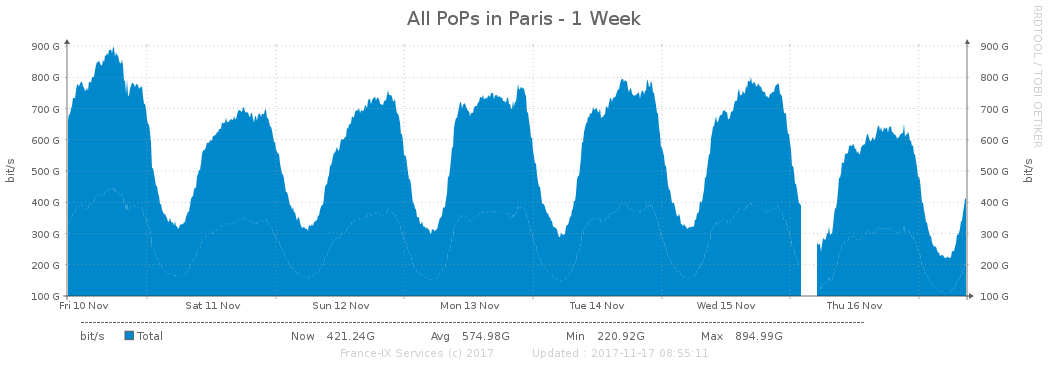 All PoPs in Paris - 1 Week
RRDTOOL / TOBI OETIKER
900 G 900 G
800 G 800 G
700 G 700 G
600 G 600 G
500 G 500 G
400 G 400 G
300 G 300 G
200 G 200 G
100 G 100 G
bit/s
bit/s
Fri 10 Nov Sat 11 Nov Sun 12 Nov Mon 13 Nov Tue 14 Nov Wed 15 Nov Thu 16 Nov
bit/s Total Now 421.24G Avg 574.98G Min 220.92G Max 894.99G
France-IX Services (c) 2017 Updated : 2017-11-17 08:55:11